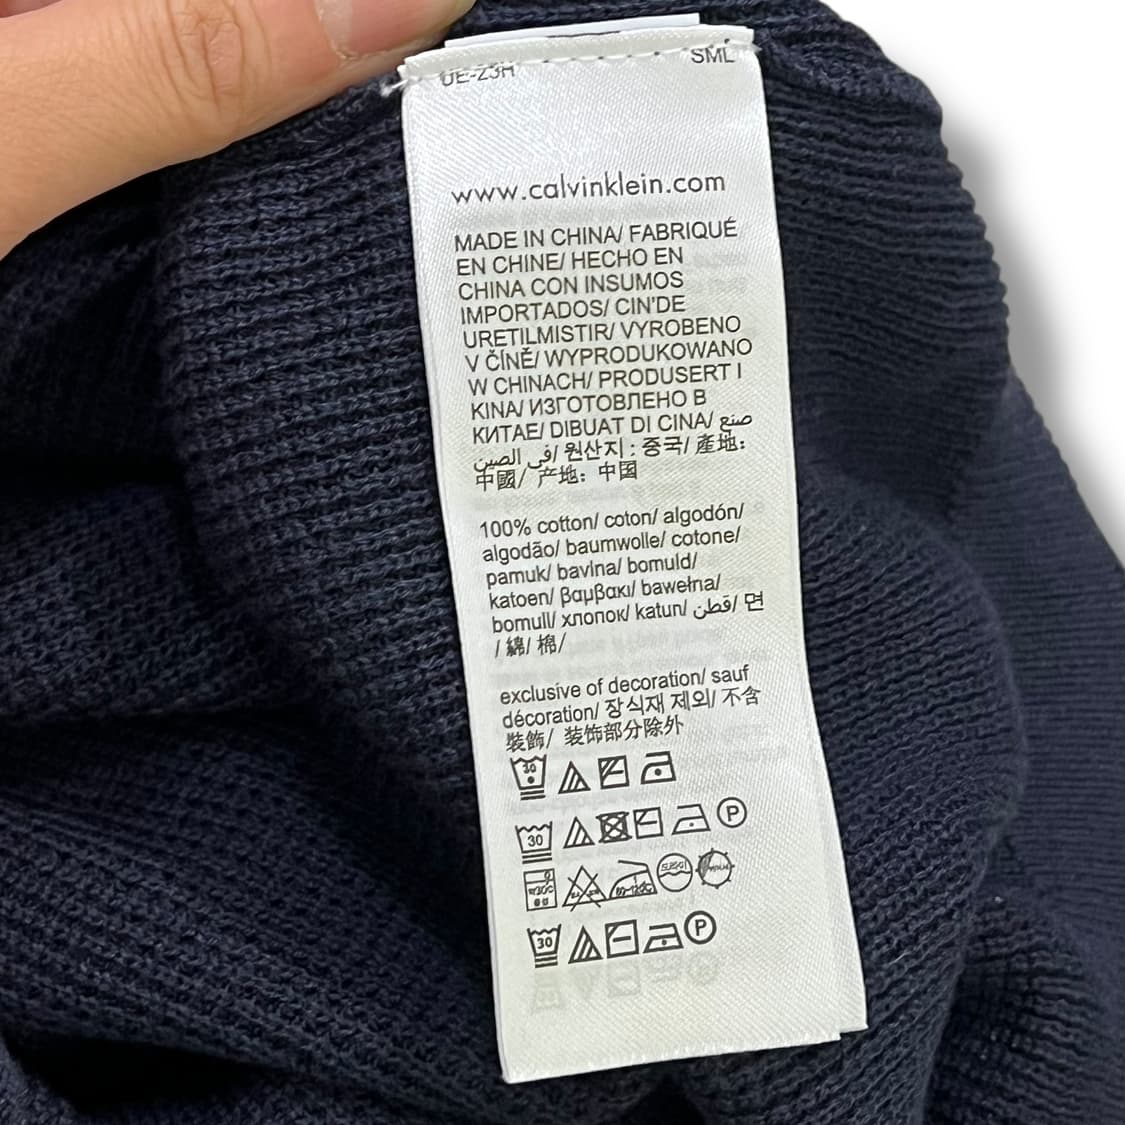 SML
www.calvinklein.com
MADE IN CHINA/ FABRIQUÉ
EN CHINE/ HECHO EN
CHINA CON INSUMOS
IMPORTADOS/ CIN'DE
URETILMISTIR/ VYROBENO
V ČÍNĚ/ WYPRODUKOWANO
W CHINACH/ PRODUSERT I
KINA/ ИЗГОТОВЛЕНО В
КИТАЕ/ DIBUAT DI CINA/ صنع
في الصين/ 원산지 : 중국/ 產地:
中國/ 产地: 中国
100% cotton/ coton/ algodón/
algodão/ baumwolle/ cotone/
pamuk/ bavlna/ bomuld/
katoen/ βαμβακι/ bawełna/
bomull/ хлопок/ katun/ قطن/ 면
/ 綿/ 棉/
exclusive of decoration/ sauf
décoration/ 장식재 제외/ 不含
裝飾/ 装饰部分除外
30
30 P
30 P